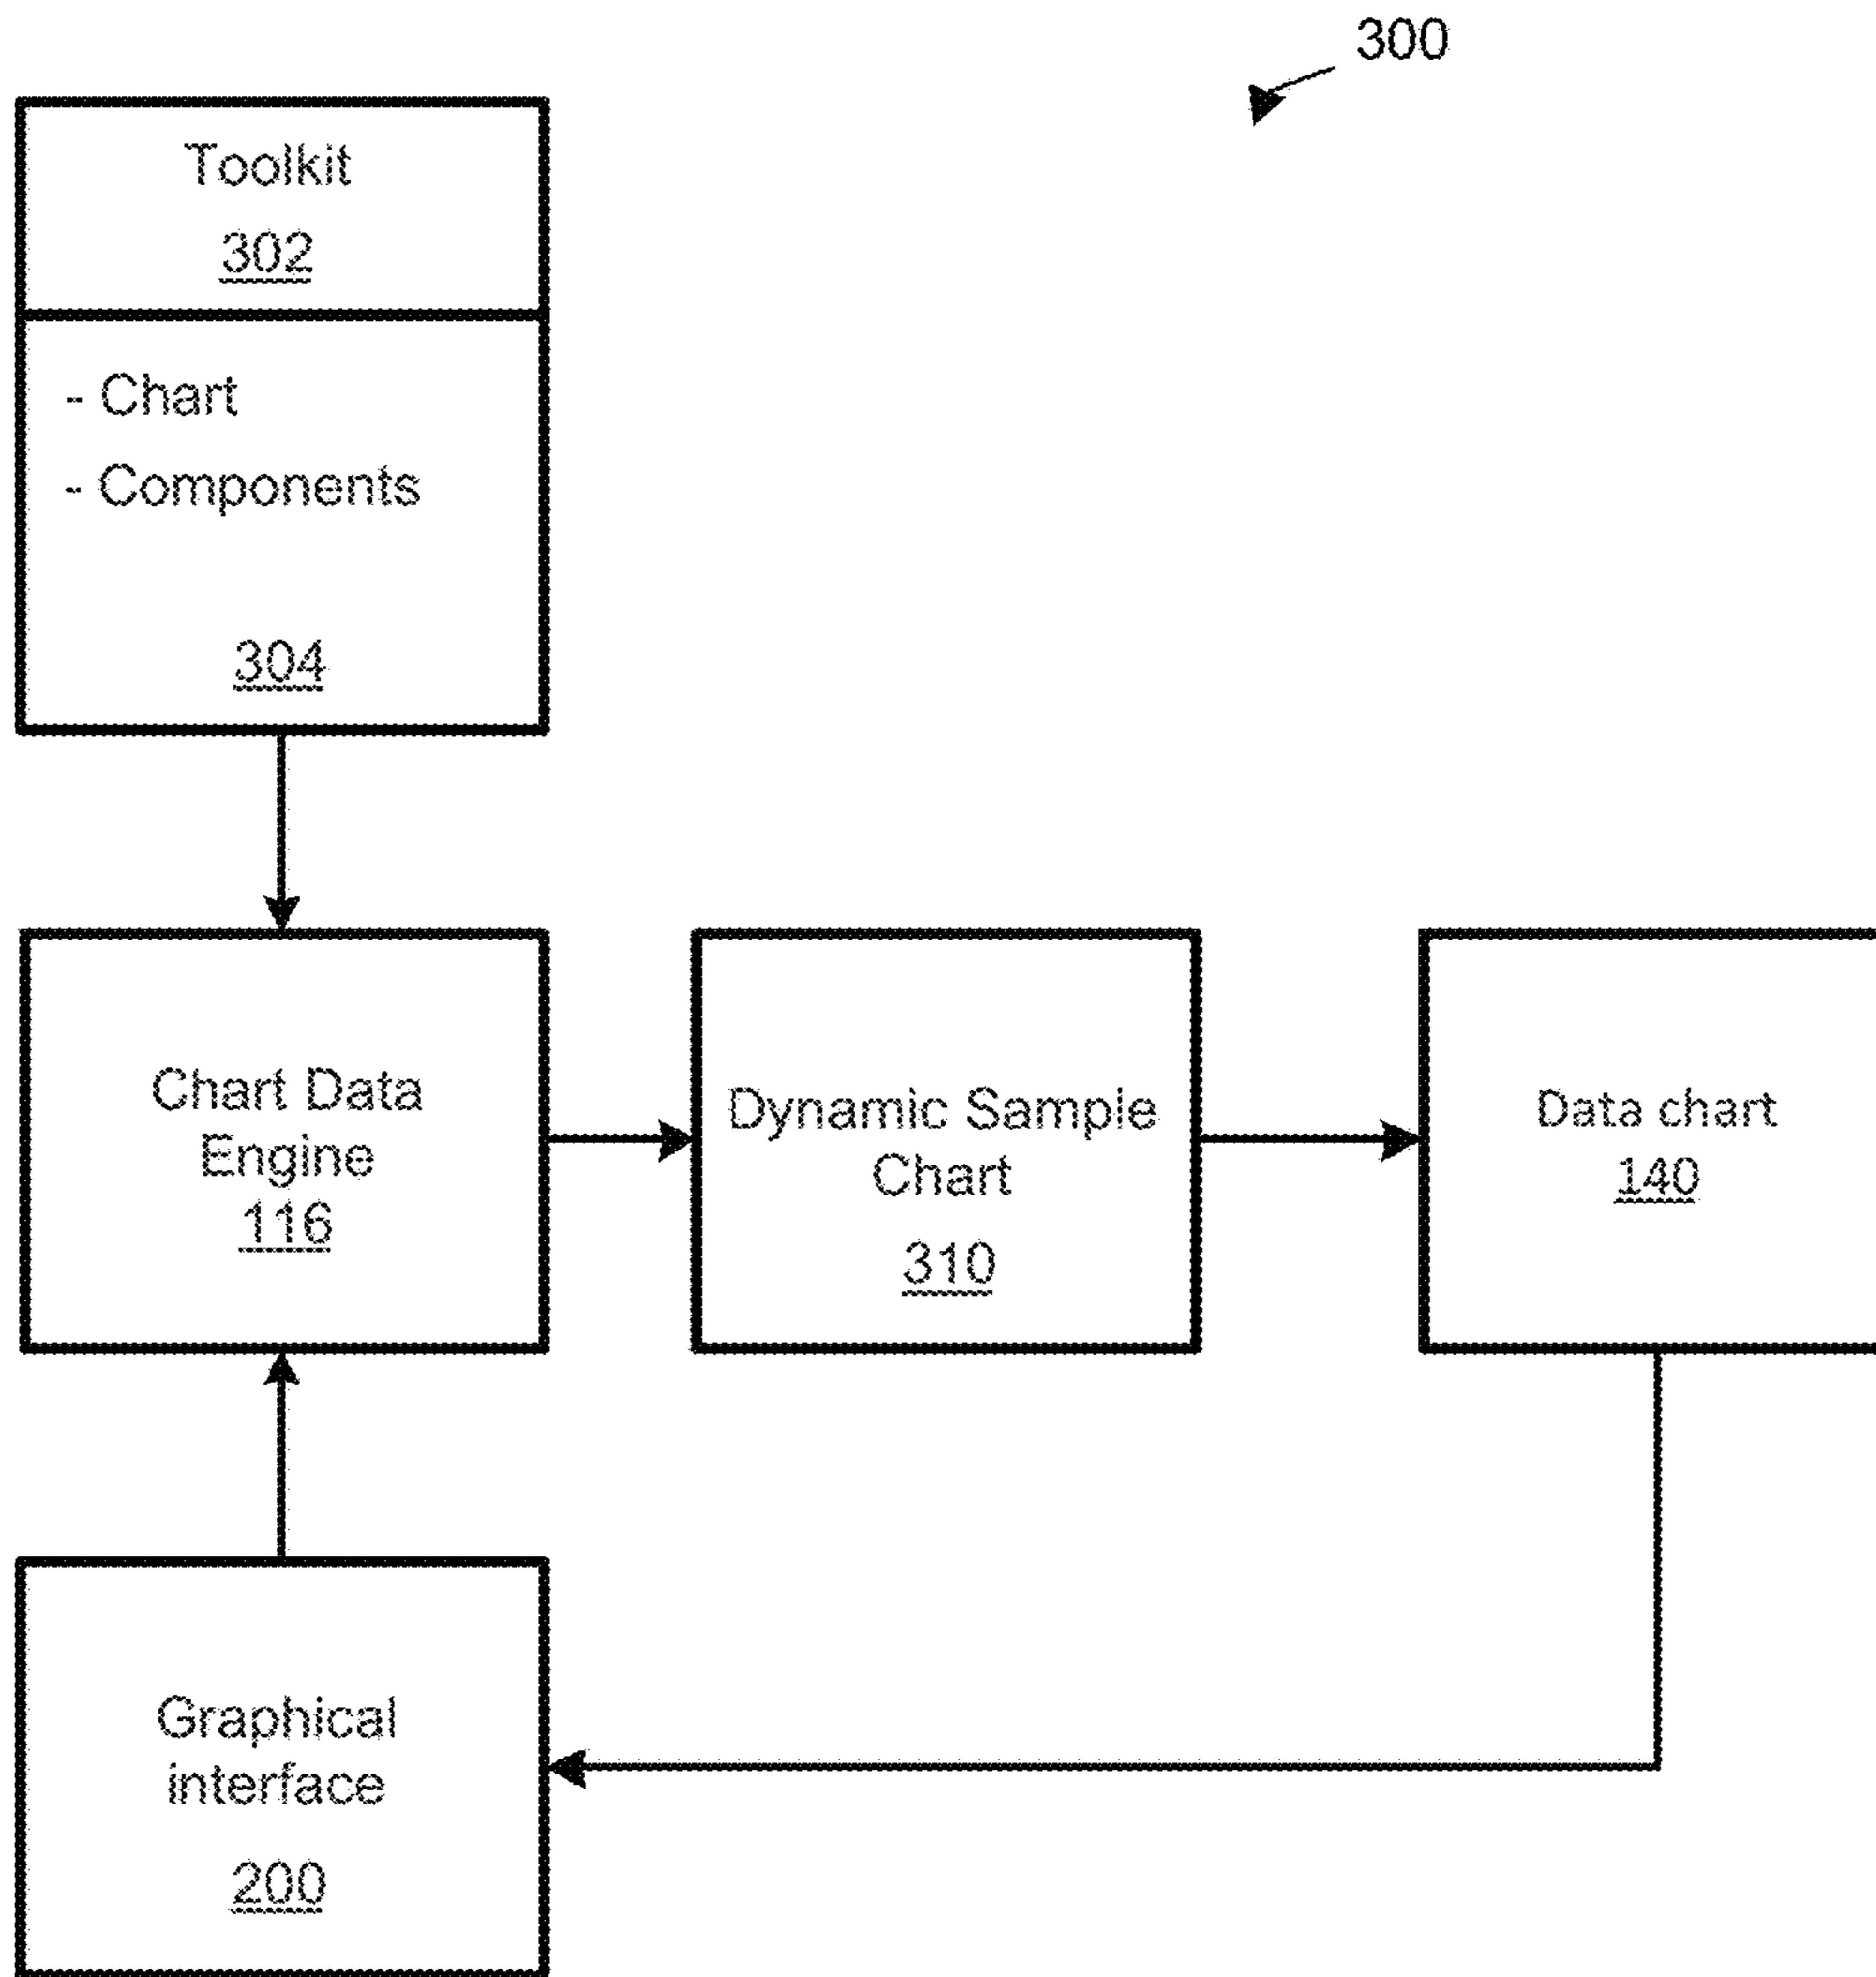 300
Toolkit
302
- Chart
- Components
304
Chart Data
Engine
116
Dynamic Sample
Chart
310
Data chart
140
Graphical
interface
200